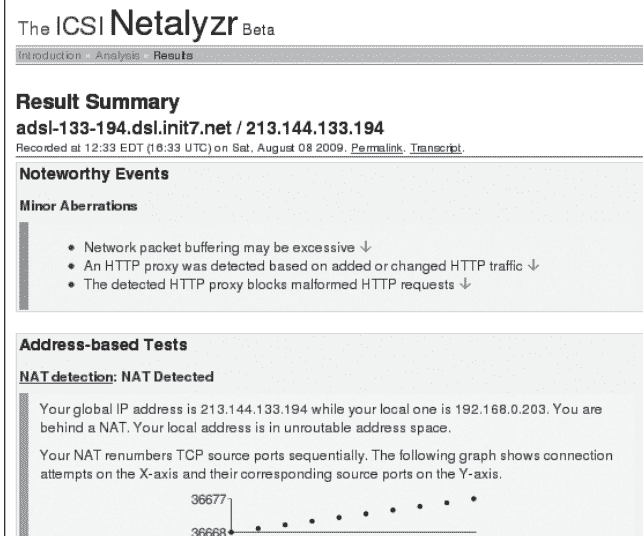 The ICSI Netalyzr Beta
Introduction » Analysis » Results
Result Summary
adsl-133-194.dsl.init7.net / 213.144.133.194
Recorded at 12:33 EDT (16:33 UTC) on Sat, August 08 2009. Permalink. Transcript.
Noteworthy Events
Minor Aberrations
• Network packet buffering may be excessive ↓
• An HTTP proxy was detected based on added or changed HTTP traffic ↓
• The detected HTTP proxy blocks malformed HTTP requests ↓
Address-based Tests
NAT detection: NAT Detected
Your global IP address is 213.144.133.194 while your local one is 192.168.0.203. You are
behind a NAT. Your local address is in unroutable address space.
Your NAT renumbers TCP source ports sequentially. The following graph shows connection
attempts on the X-axis and their corresponding source ports on the Y-axis.
36677
36668